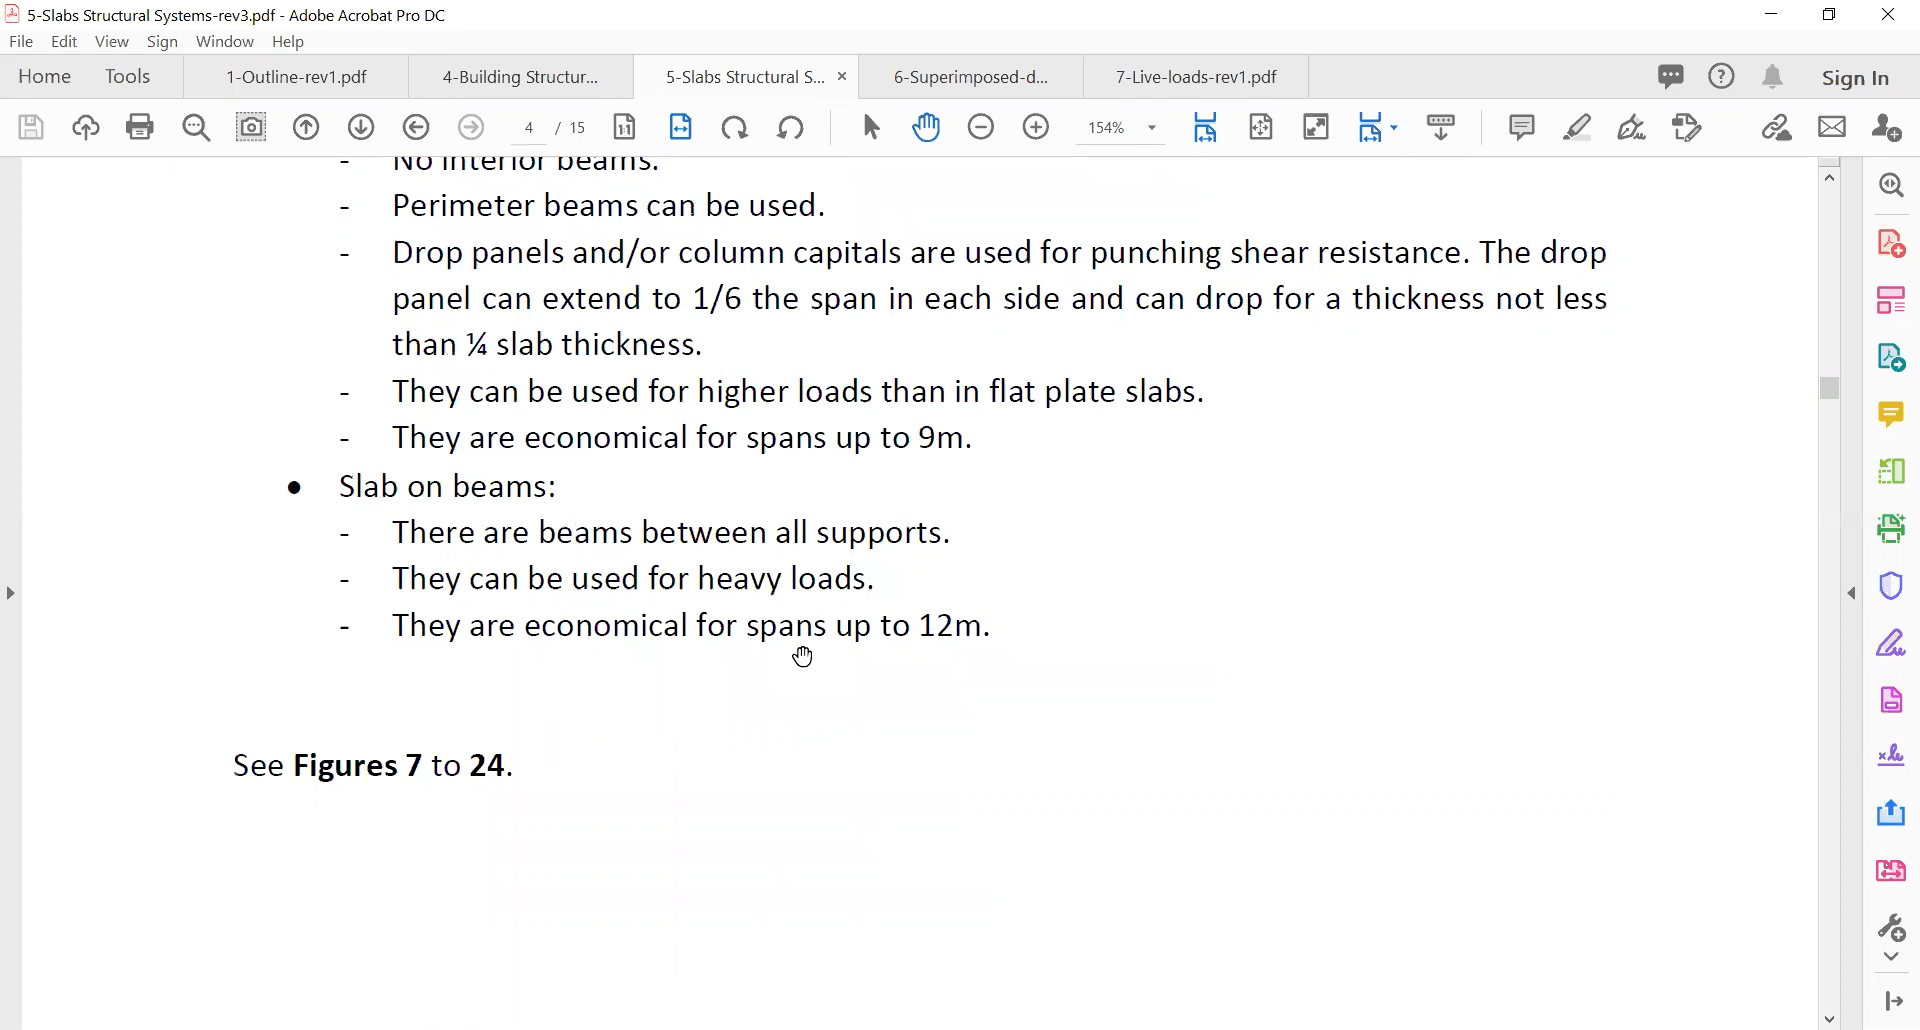 5-Slabs Structural Systems-rev3.pdf - Adobe Acrobat Pro DC
File Edit View Sign Window Help
Home Tools 1-Outline-rev1.pdf 4-Building Structur... 5-Slabs Structural S... × 6-Superimposed-d... 7-Live-loads-rev1.pdf Sign In
4 / 15 154%
- No interior beams.
- Perimeter beams can be used.
- Drop panels and/or column capitals are used for punching shear resistance. The drop
panel can extend to 1/6 the span in each side and can drop for a thickness not less
than ¼ slab thickness.
- They can be used for higher loads than in flat plate slabs.
- They are economical for spans up to 9m.
● Slab on beams:
- There are beams between all supports.
- They can be used for heavy loads.
- They are economical for spans up to 12m.
See Figures 7 to 24.